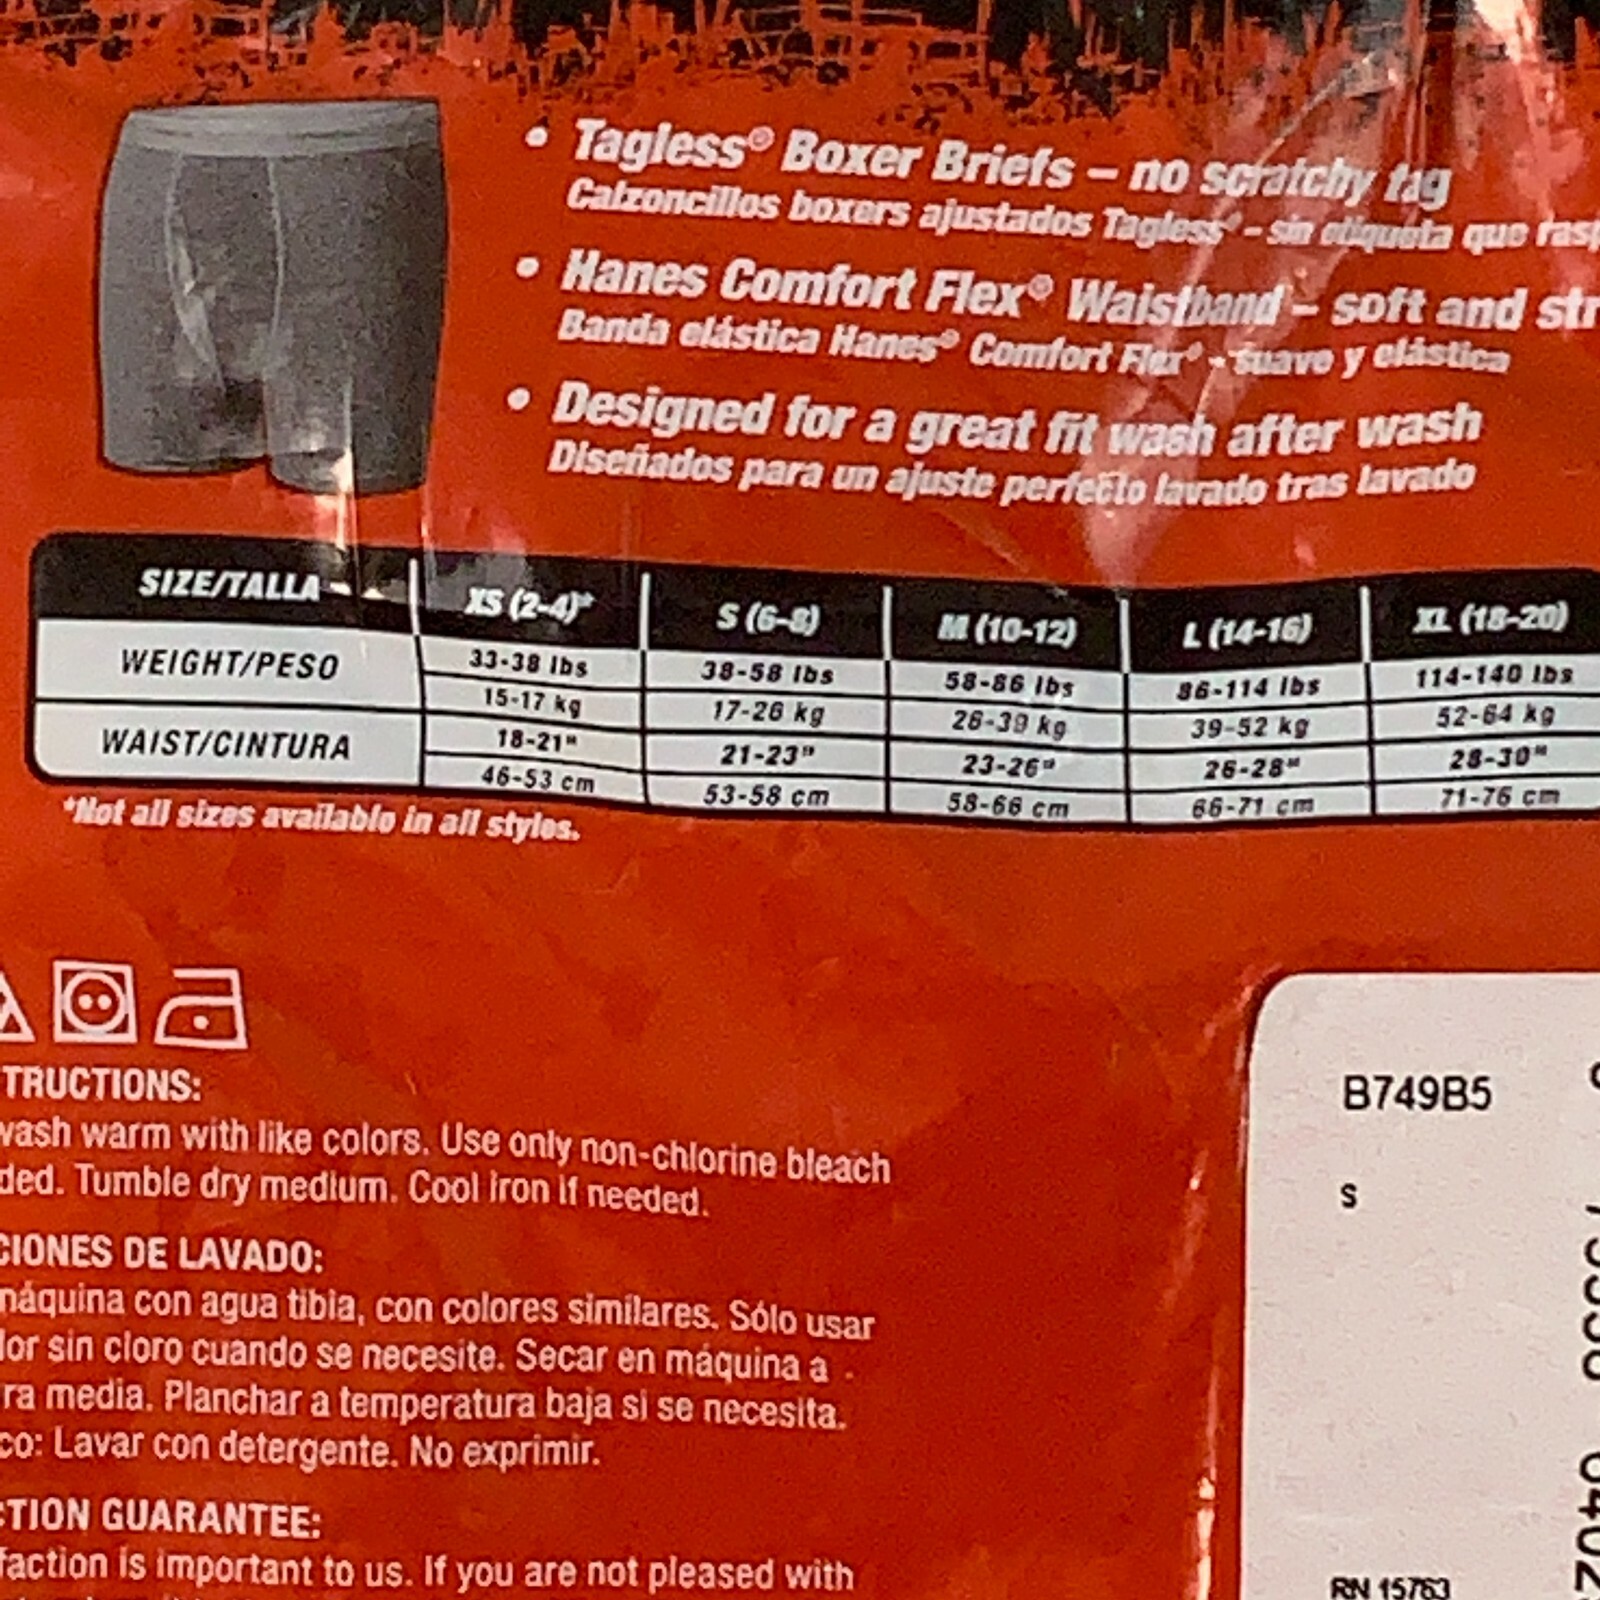 • Tagless® Boxer Briefs – no scratchy tag
Calzoncillos boxers ajustados Tagless® - sin etiqueta que rasp
• Hanes Comfort Flex® Waistband – soft and str
Banda elástica Hanes® Comfort Flex® - suave y elástica
• Designed for a great fit wash after wash
Diseñados para un ajuste perfecto lavado tras lavado
SIZE/TALLA XS (2-4)* S (6-8) M (10-12) L (14-16) XL (18-20)
WEIGHT/PESO 33-38 lbs 38-58 lbs 58-86 lbs 86-114 lbs 114-140 lbs
15-17 kg 17-26 kg 26-39 kg 39-52 kg 52-64 kg
WAIST/CINTURA 18-21" 21-23" 23-26" 26-28" 28-30"
46-53 cm 53-58 cm 58-66 cm 66-71 cm 71-76 cm
*Not all sizes available in all styles.
TRUCTIONS:
wash warm with like colors. Use only non-chlorine bleach
ded. Tumble dry medium. Cool iron if needed.
CIONES DE LAVADO:
máquina con agua tibia, con colores similares. Sólo usar
lor sin cloro cuando se necesite. Secar en máquina a
ra media. Planchar a temperatura baja si se necesita.
co: Lavar con detergente. No exprimir.
CTION GUARANTEE:
faction is important to us. If you are not pleased with
B749B5
S
RN 15763